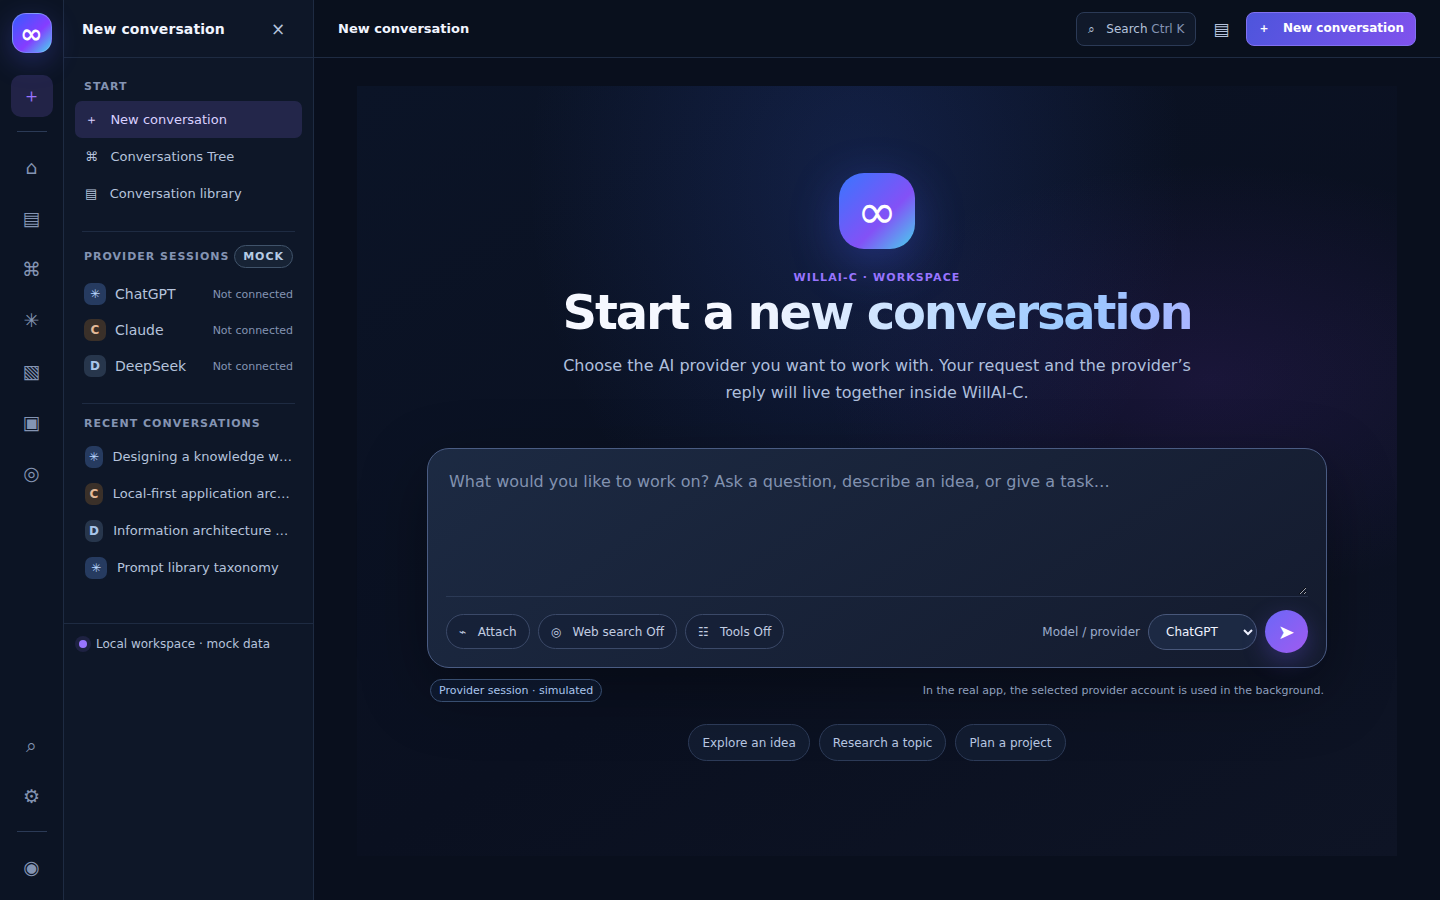 New conversation
START
New conversation
Conversations Tree
Conversation library
PROVIDER SESSIONS MOCK
ChatGPT Not connected
C Claude Not connected
D DeepSeek Not connected
RECENT CONVERSATIONS
Designing a knowledge w...
C Local-first application arc...
D Information architecture ...
Prompt library taxonomy
Local workspace · mock data
New conversation
Search Ctrl K
+ New conversation
WILLAI-C · WORKSPACE
Start a new conversation
Choose the AI provider you want to work with. Your request and the provider’s
reply will live together inside WillAI-C.
What would you like to work on? Ask a question, describe an idea, or give a task...
Attach
Web search Off
Tools Off
Model / provider
ChatGPT
Provider session · simulated
In the real app, the selected provider account is used in the background.
Explore an idea
Research a topic
Plan a project